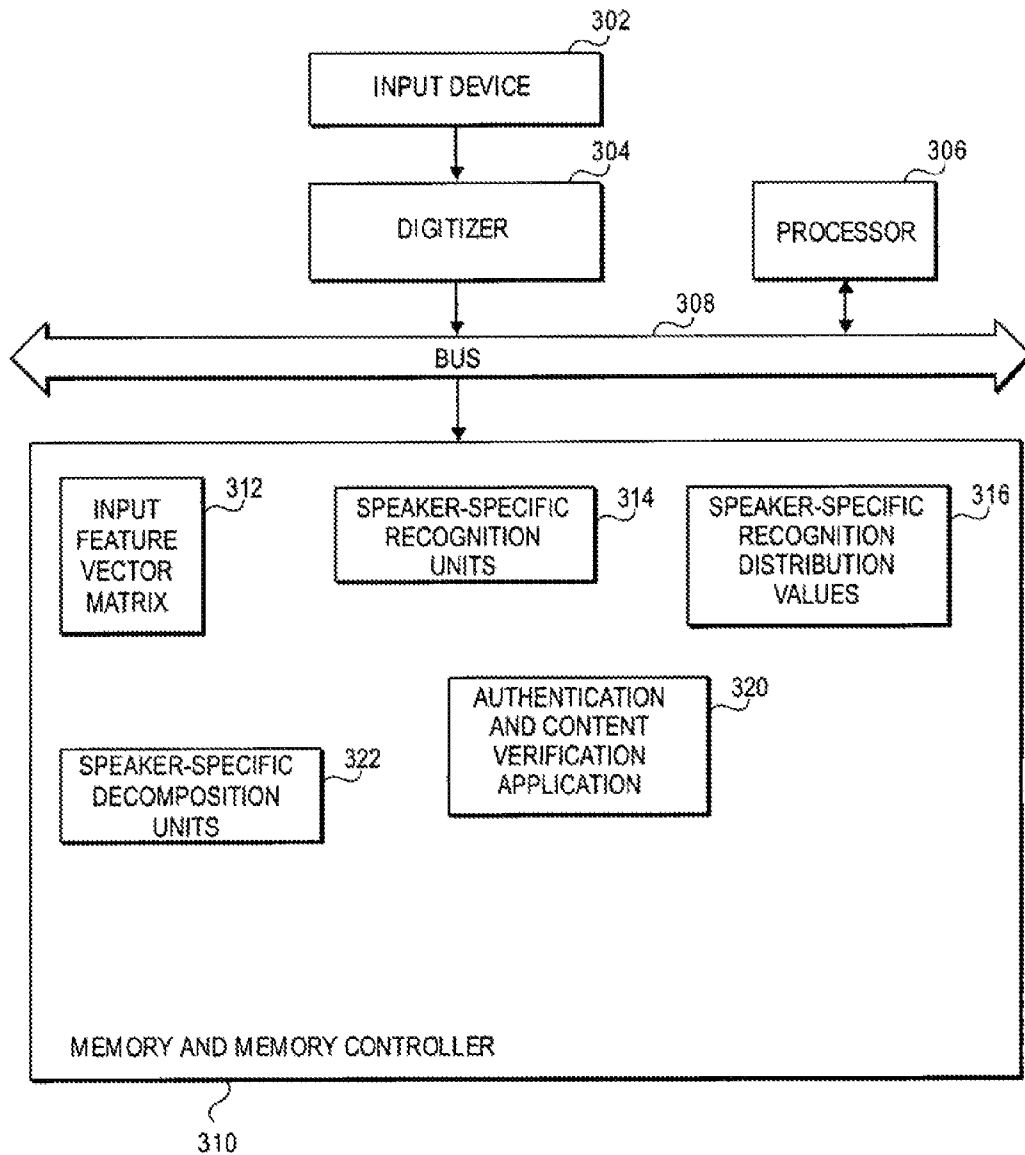 302
INPUT DEVICE
304
DIGITIZER
306
PROCESSOR
308
BUS
312
INPUT
FEATURE
VECTOR
MATRIX
314
SPEAKER-SPECIFIC
RECOGNITION
UNITS
316
SPEAKER-SPECIFIC
RECOGNITION
DISTRIBUTION
VALUES
320
AUTHENTICATION
AND CONTENT
VERIFICATION
APPLICATION
322
SPEAKER-SPECIFIC
DECOMPOSITION
UNITS
MEMORY AND MEMORY CONTROLLER
310